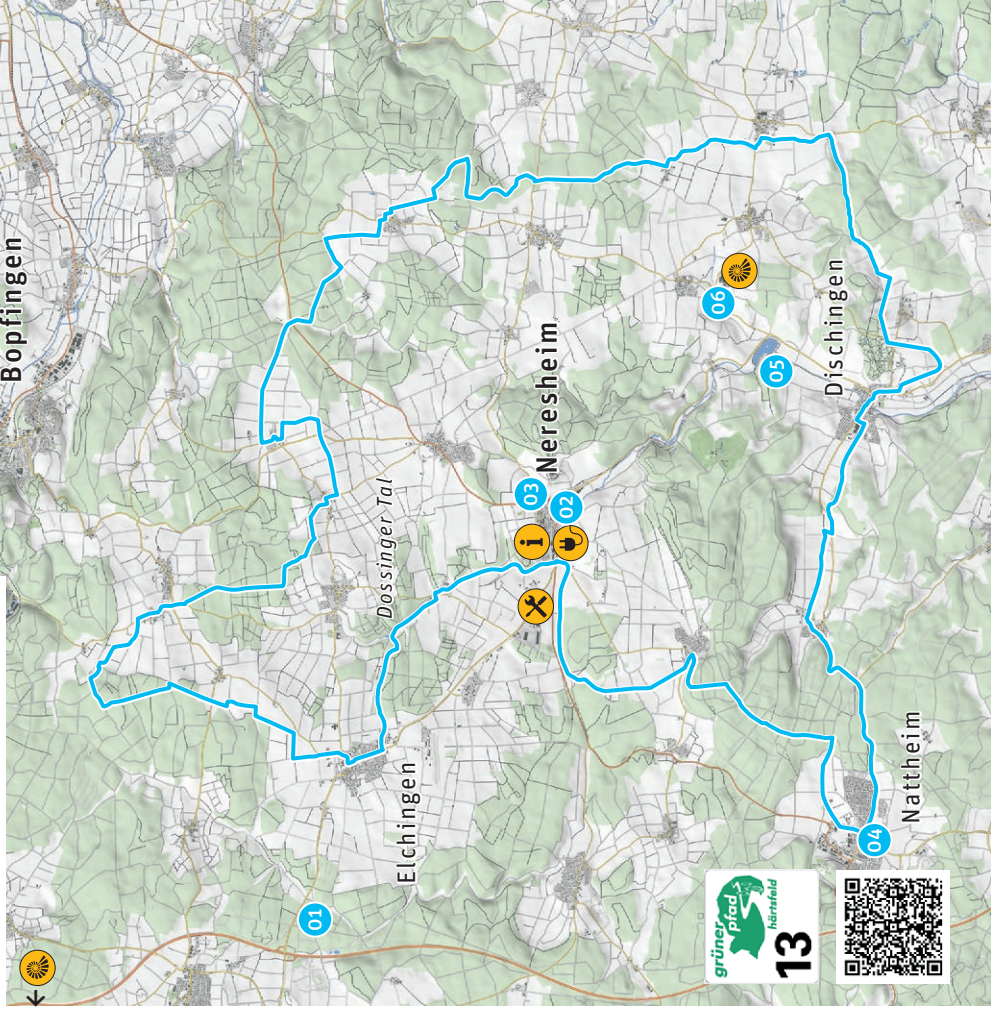 Bopfingen
Dossinger Tal
Neresheim
03
02
i
Elchingen
01
06
05
Dischingen
Nattheim
04
grüner
pfad
härtsfeld
13